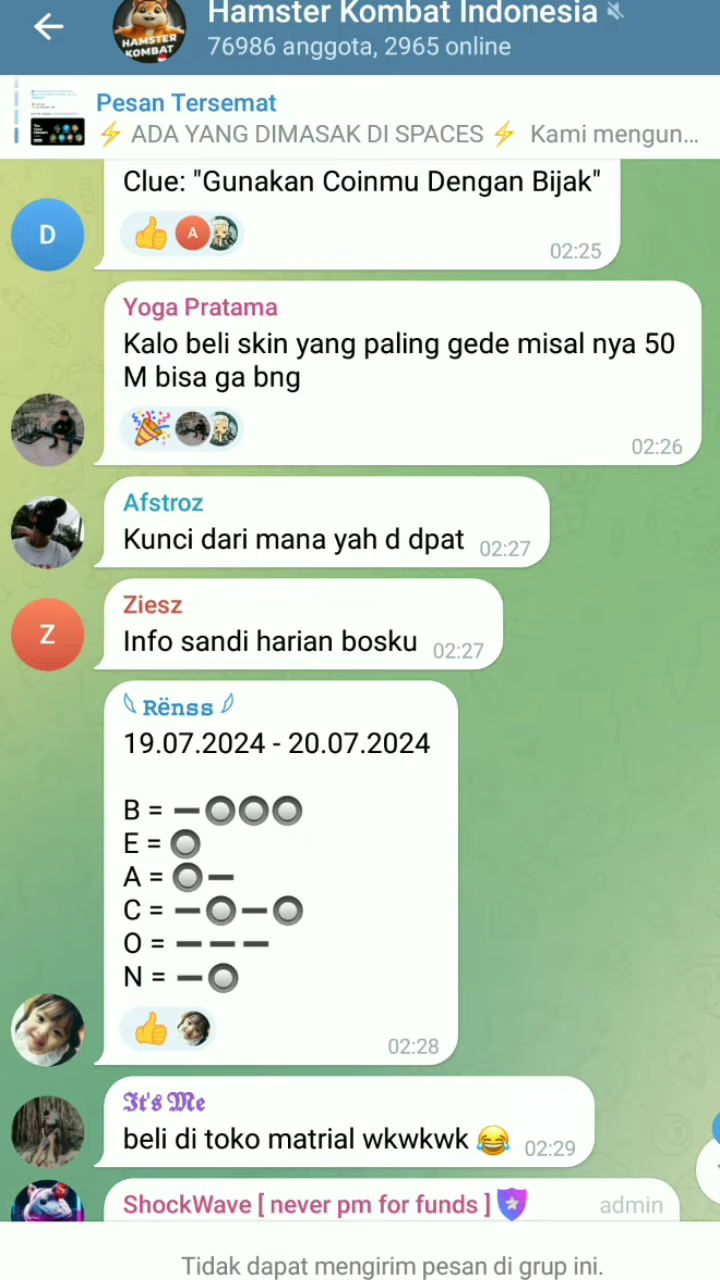 Hamster Kombat Indonesia
HAMSTER
KOMBAT
76986 anggota, 2965 online
Pesan Tersemat
⚡ ADA YANG DIMASAK DI SPACES ⚡ Kami mengun...
Clue: "Gunakan Coinmu Dengan Bijak"
D
👍 A
02:25
Yoga Pratama
Kalo beli skin yang paling gede misal nya 50
M bisa ga bng
🎉
02:26
Afstroz
Kunci dari mana yah d dpat 02:27
Ziesz
Z
Info sandi harian bosku 02:27
Rënss
19.07.2024 - 20.07.2024
B = ➖🔘🔘🔘
E = 🔘
A = 🔘➖
C = ➖🔘➖🔘
O = ➖➖➖
N = ➖🔘
👍
02:28
𝕴𝖙'𝖘 𝕸𝖊
beli di toko matrial wkwkwk 😂 02:29
ShockWave [ never pm for funds ] admin
Tidak dapat mengirim pesan di grup ini.